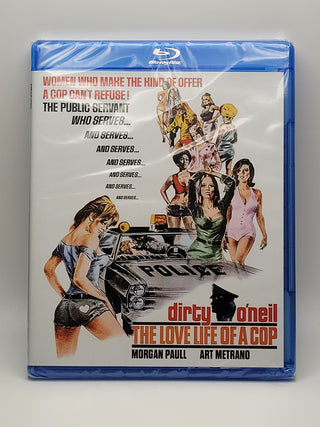 Blu-ray Disc
WOMEN WHO MAKE THE KIND OF OFFER
A COP CAN'T REFUSE!
THE PUBLIC SERVANT
WHO SERVES...
AND SERVES...
AND SERVES...
AND SERVES...
AND SERVES...
AND SERVES...
AND SERVES...
POLICE
dirty o'neil
THE LOVE LIFE OF A COP
MORGAN PAULL ART METRANO